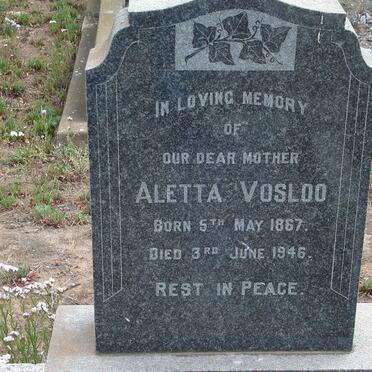 IN LOVING MEMORY
OF
OUR DEAR MOTHER
ALETTA VOSLOO
BORN 5TH MAY 1867.
DIED 3RD JUNE 1946.
REST IN PEACE.